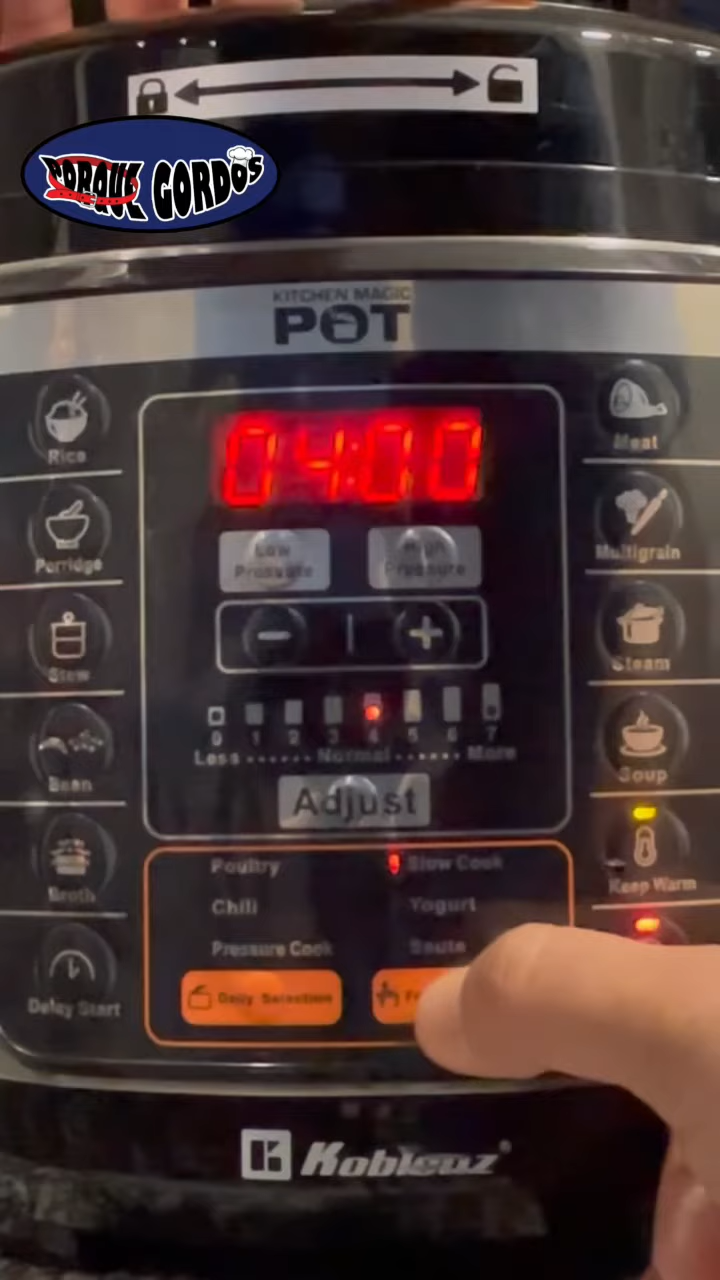 PORQUE GORDOS
KITCHEN MAGIC
POT
04:00
Rice
Porridge
Stew
Bean
Broth
Delay Start
Low
Pressure
High
Pressure
− | +
0 1 2 3 4 5 6 7
Less ······ Normal ······ More
Adjust
Poultry
Slow Cook
Chili
Yogurt
Pressure Cook
Saute
Daily Selection
Meat
Multigrain
Steam
Soup
Keep Warm
Koblenz®